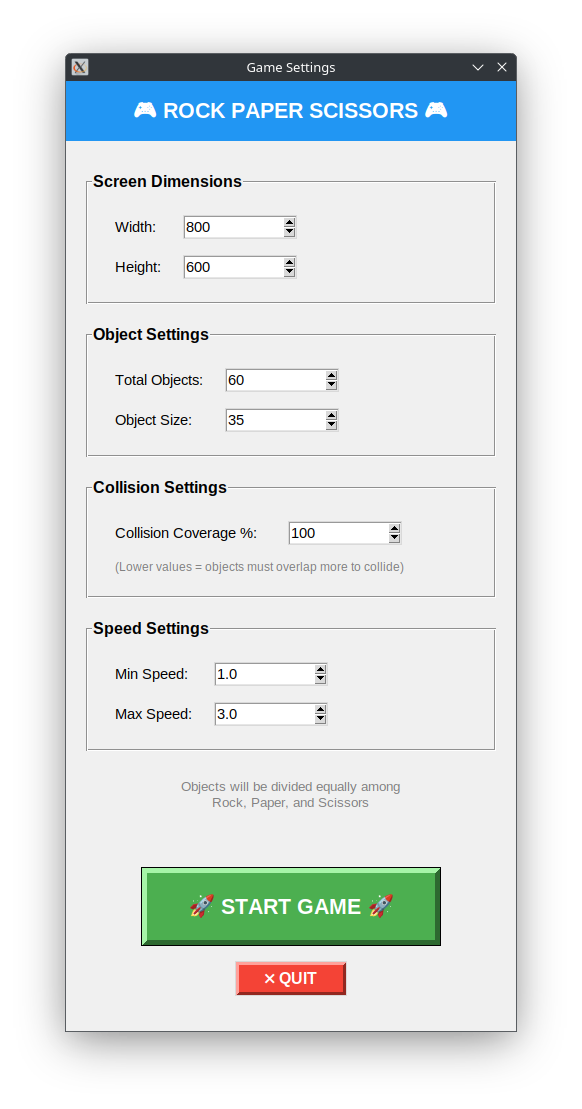 Game Settings
🎮 ROCK PAPER SCISSORS 🎮
Screen Dimensions
Width: 800
Height: 600
Object Settings
Total Objects: 60
Object Size: 35
Collision Settings
Collision Coverage %: 100
(Lower values = objects must overlap more to collide)
Speed Settings
Min Speed: 1.0
Max Speed: 3.0
Objects will be divided equally among
Rock, Paper, and Scissors
🚀 START GAME 🚀
✕ QUIT